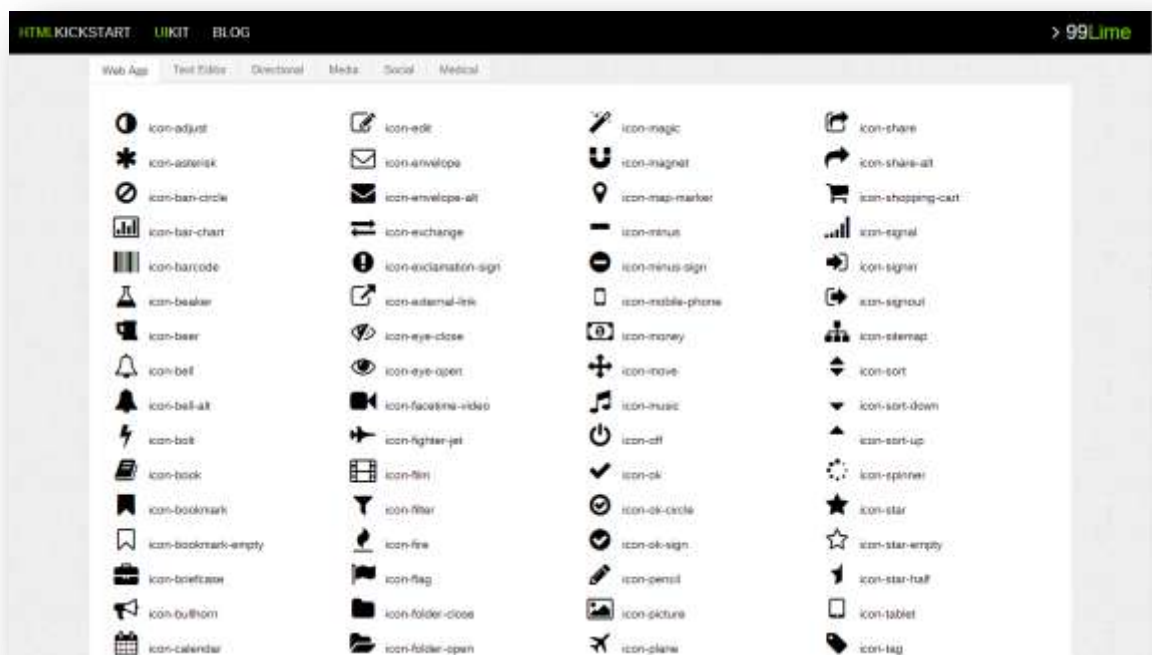 HTMLKICKSTART UIKIT BLOG > 99Lime
Web App Text Editor Directional Media Social Medical
icon-adjust icon-edit icon-magic icon-share
icon-asterisk icon-envelope icon-magnet icon-share-alt
icon-ban-circle icon-envelope-alt icon-map-marker icon-shopping-cart
icon-bar-chart icon-exchange icon-minus icon-signal
icon-barcode icon-exclamation-sign icon-minus-sign icon-signin
icon-beaker icon-external-link icon-mobile-phone icon-signout
icon-beer icon-eye-close icon-money icon-sitemap
icon-bell icon-eye-open icon-move icon-sort
icon-bell-alt icon-facetime-video icon-music icon-sort-down
icon-bolt icon-fighter-jet icon-off icon-sort-up
icon-book icon-film icon-ok icon-spinner
icon-bookmark icon-filter icon-ok-circle icon-star
icon-bookmark-empty icon-fire icon-ok-sign icon-star-empty
icon-briefcase icon-flag icon-pencil icon-star-half
icon-bullhorn icon-folder-close icon-picture icon-tablet
icon-calendar icon-folder-open icon-plane icon-tag